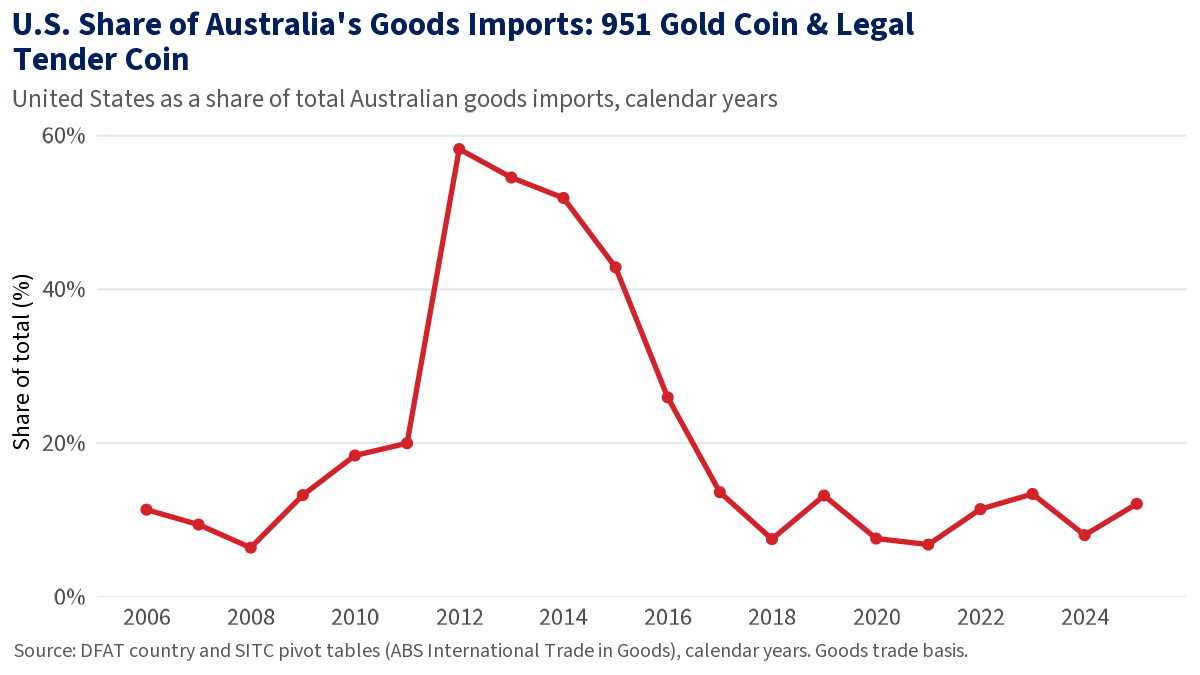 U.S. Share of Australia's Goods Imports: 951 Gold Coin & Legal
Tender Coin
United States as a share of total Australian goods imports, calendar years
Share of total (%)
60%
40%
20%
0%
2006 2008 2010 2012 2014 2016 2018 2020 2022 2024
Source: DFAT country and SITC pivot tables (ABS International Trade in Goods), calendar years. Goods trade basis.